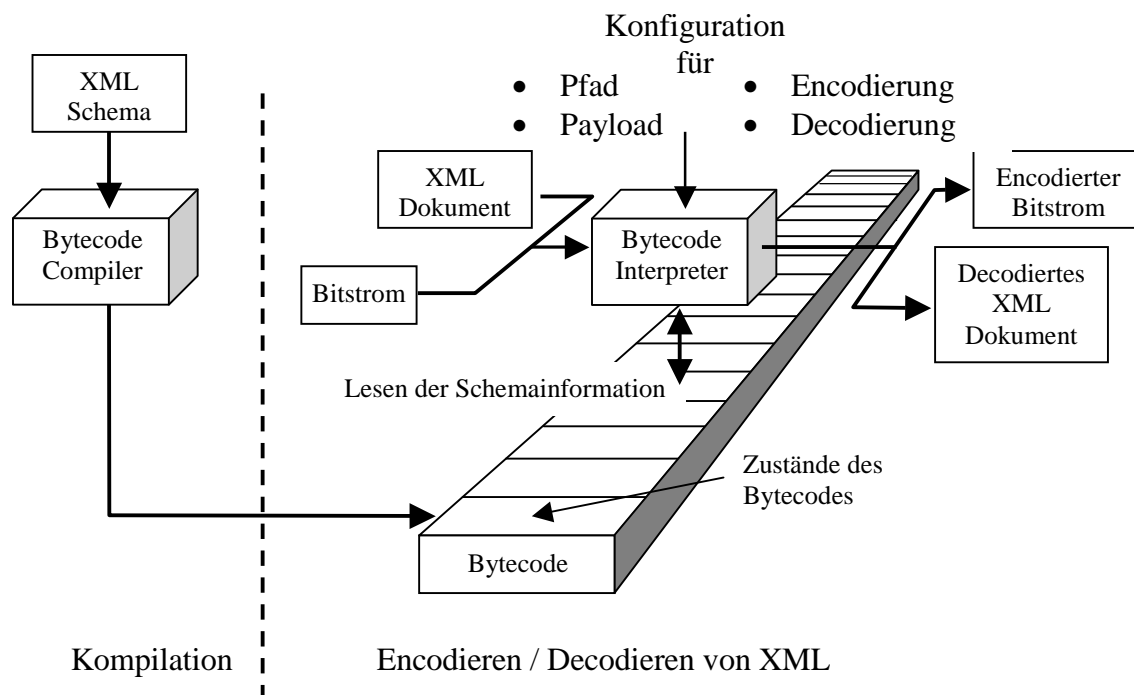 Konfiguration
für
• Pfad
• Payload
• Encodierung
• Decodierung
XML
Schema
Bytecode
Compiler
XML
Dokument
Bitstrom
Bytecode
Interpreter
Encodierter
Bitstrom
Decodiertes
XML
Dokument
Lesen der Schemainformation
Zustände des
Bytecodes
Bytecode
Kompilation
Encodieren / Decodieren von XML